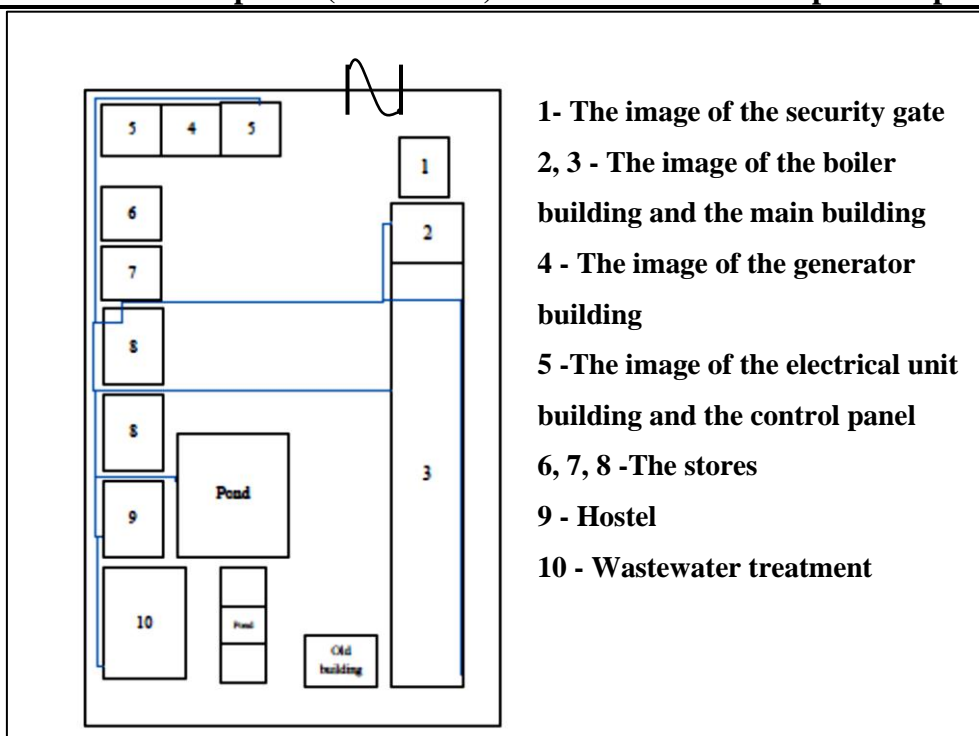 N
5 4 5
1
6
2
7
8
8
Pond
3
9
10
Pond
Old
building
1- The image of the security gate
2, 3 - The image of the boiler
building and the main building
4 - The image of the generator
building
5 -The image of the electrical unit
building and the control panel
6, 7, 8 -The stores
9 - Hostel
10 - Wastewater treatment